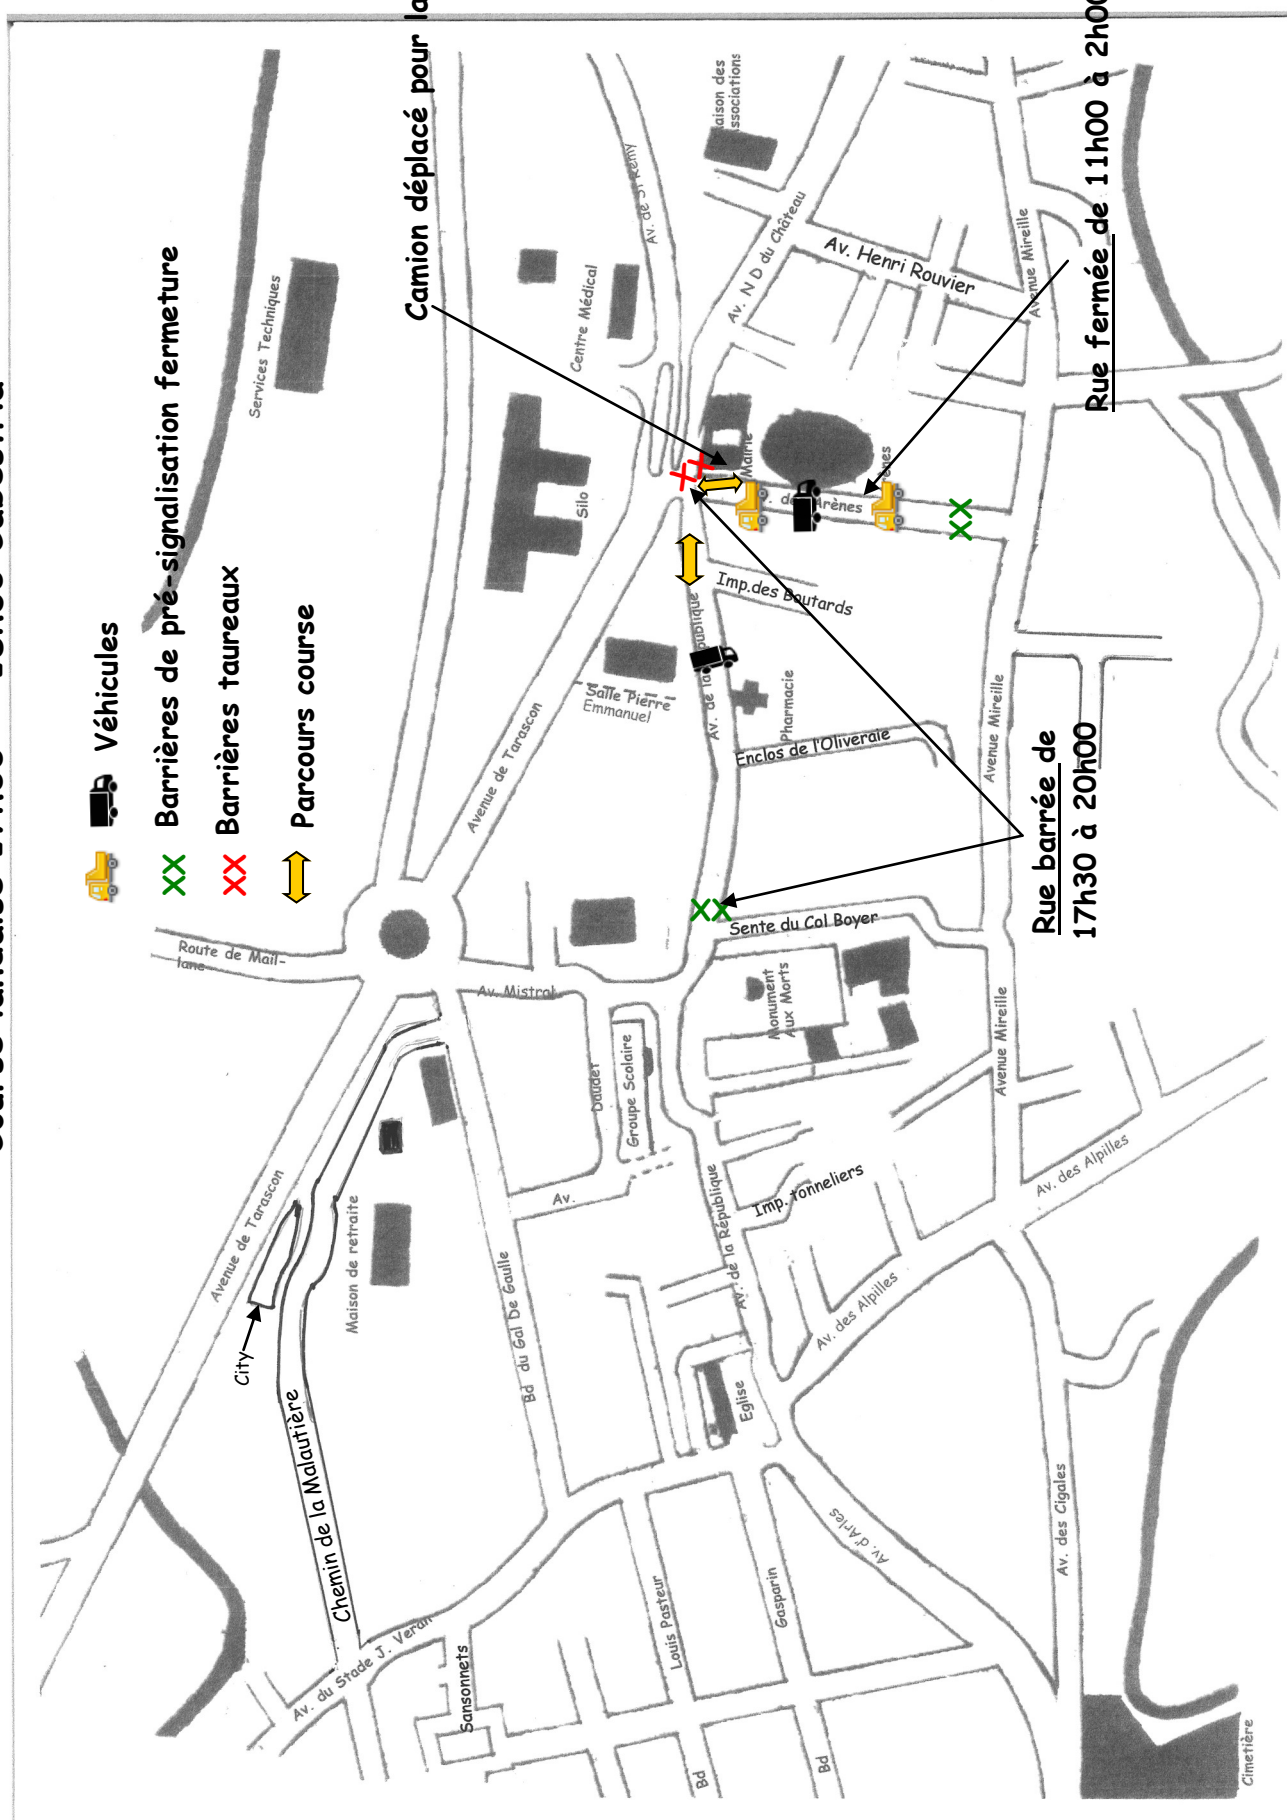 Véhicules
Barrières de pré-signalisation fermeture
Barrières taureaux
Parcours course
Camion déplacé pour la
Rue fermée de 11h00 à 2h00
Rue barrée de
17h30 à 20h00
Services Techniques
Centre Médical
Silo
Av. de St Rémy
Av. N D du Château
Av. Henri Rouvier
Avenue Mireille
Mairie
Arènes
Imp.des Boutards
Salle Pierre
Emmanuel
Pharmacie
Av. de la
Enclos de l'Oliveraie
Avenue Mireille
Avenue de Tarascon
Route de Mail-
lane
Av. Mistral
Sente du Col Boyer
Monument
Aux Morts
Avenue Mireille
Daudet
Groupe Scolaire
Av.
Avenue de Tarascon
City
Maison de retraite
Chemin de la Malautière
Bd du Gal De Gaulle
Av. de la République
Imp. tonneliers
Av. des Alpilles
Av. des Alpilles
Eglise
Av. d'Arles
Av. des Cigales
Av. du Stade J. Veran
Sansonnets
Louis Pasteur
Bd
Gasparin
Bd
Cimetière